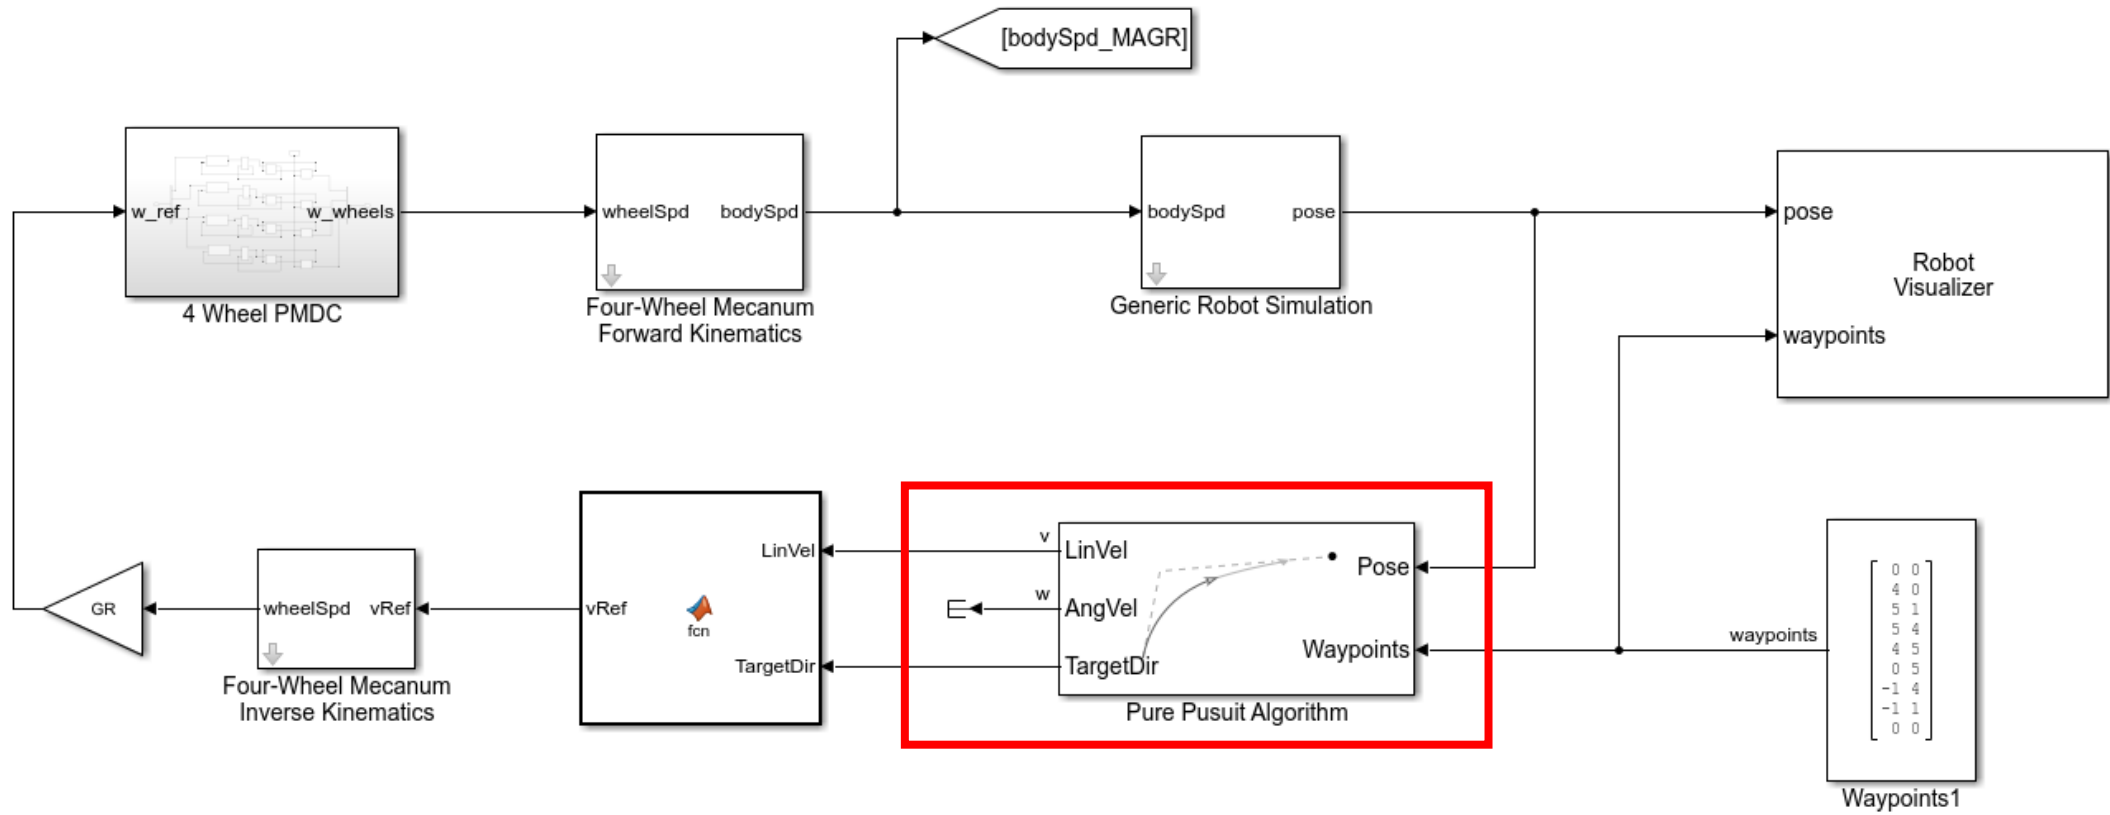 [bodySpd_MAGR]
w_ref
w_wheels
4 Wheel PMDC
wheelSpd
bodySpd
Four-Wheel Mecanum
Forward Kinematics
bodySpd
pose
Generic Robot Simulation
pose
Robot
Visualizer
waypoints
GR
wheelSpd
vRef
Four-Wheel Mecanum
Inverse Kinematics
LinVel
vRef
fcn
TargetDir
v
LinVel
w
AngVel
TargetDir
Pose
Waypoints
Pure Pusuit Algorithm
waypoints
0 0
4 0
5 1
5 4
4 5
0 5
-1 4
-1 1
0 0
Waypoints1